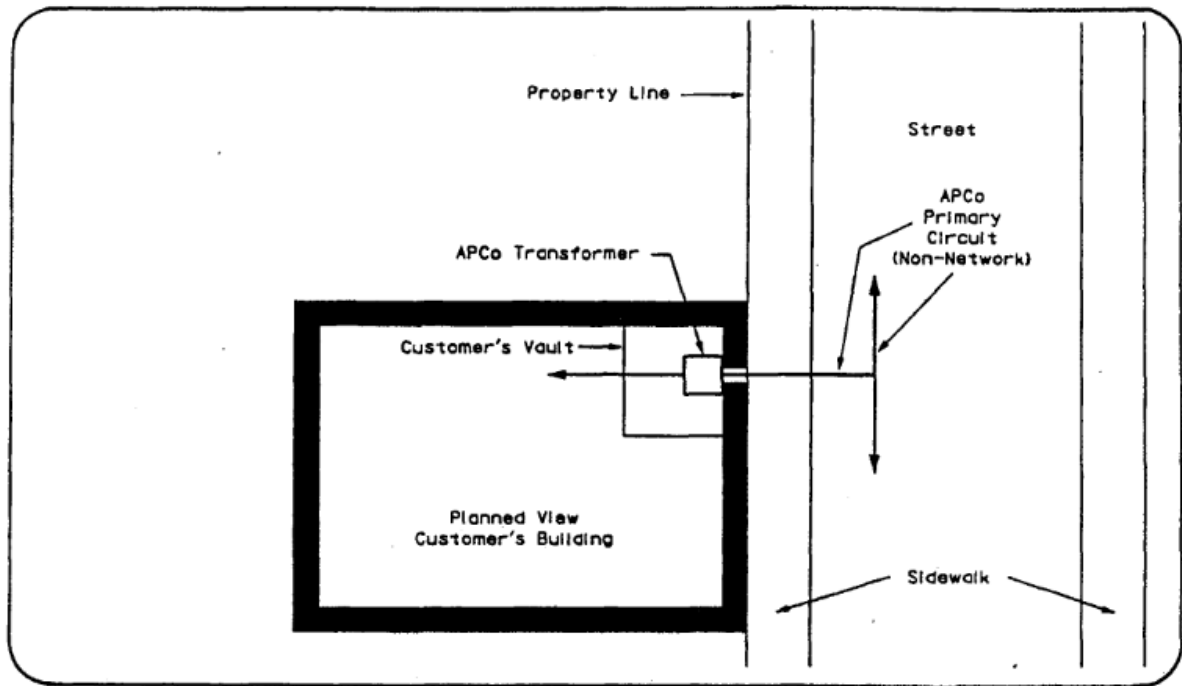 Property Line
Street
APCo
Primary
Circuit
(Non-Network)
APCo Transformer
Customer's Vault
Planned View
Customer's Building
Sidewalk